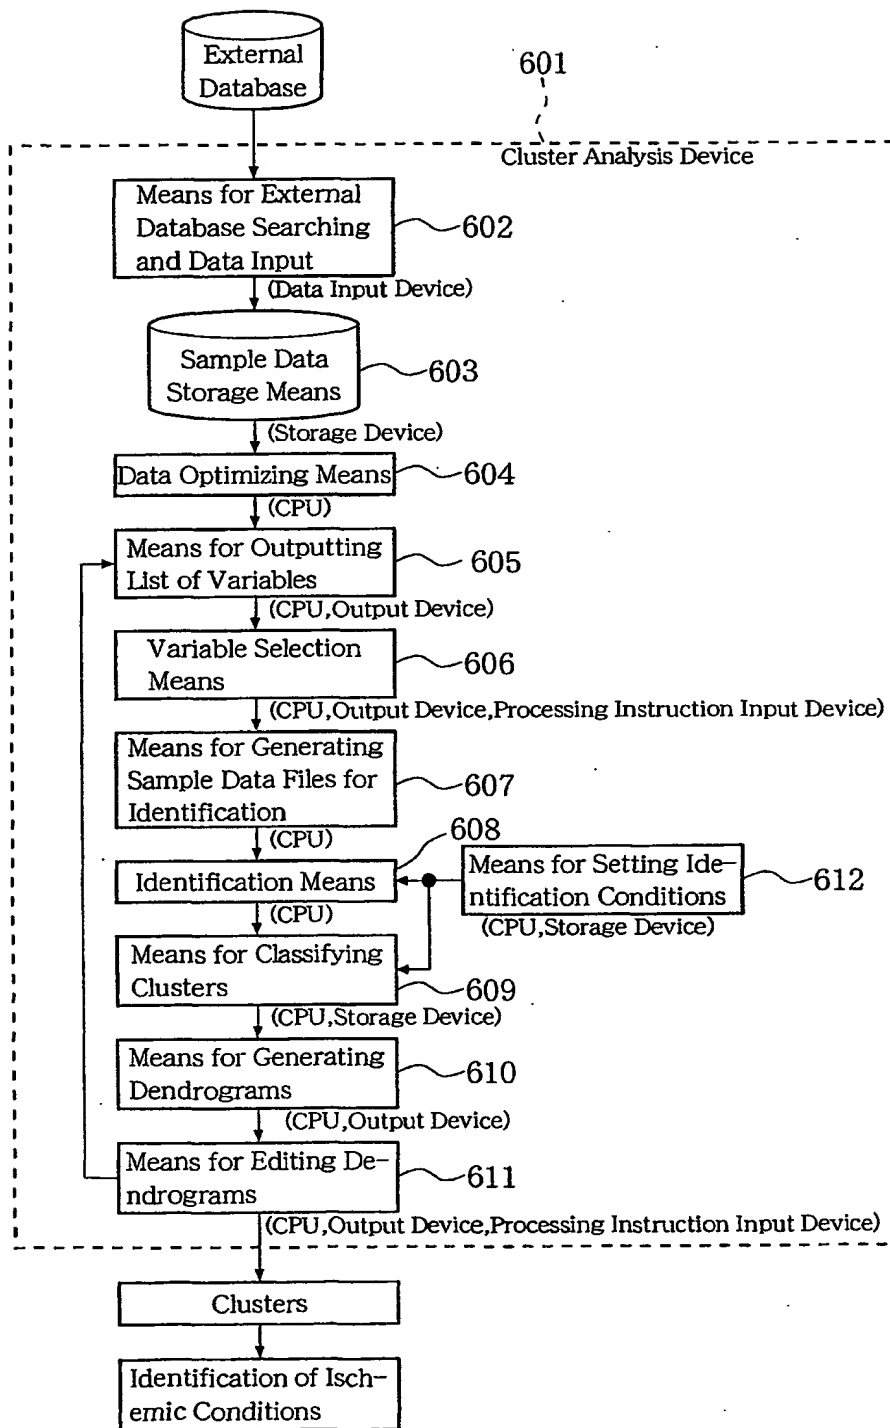 External
Database
601
Cluster Analysis Device
Means for External
Database Searching
and Data Input
602
(Data Input Device)
Sample Data
Storage Means
603
(Storage Device)
Data Optimizing Means
604
(CPU)
Means for Outputting
List of Variables
605
(CPU,Output Device)
Variable Selection
Means
606
(CPU,Output Device,Processing Instruction Input Device)
Means for Generating
Sample Data Files for
Identification
607
(CPU)
608
Identification Means
Means for Setting Ide-
ntification Conditions
612
(CPU)
(CPU,Storage Device)
Means for Classifying
Clusters
609
(CPU,Storage Device)
Means for Generating
Dendrograms
610
(CPU,Output Device)
Means for Editing De-
ndrograms
611
(CPU,Output Device,Processing Instruction Input Device)
Clusters
Identification of Isch-
emic Conditions